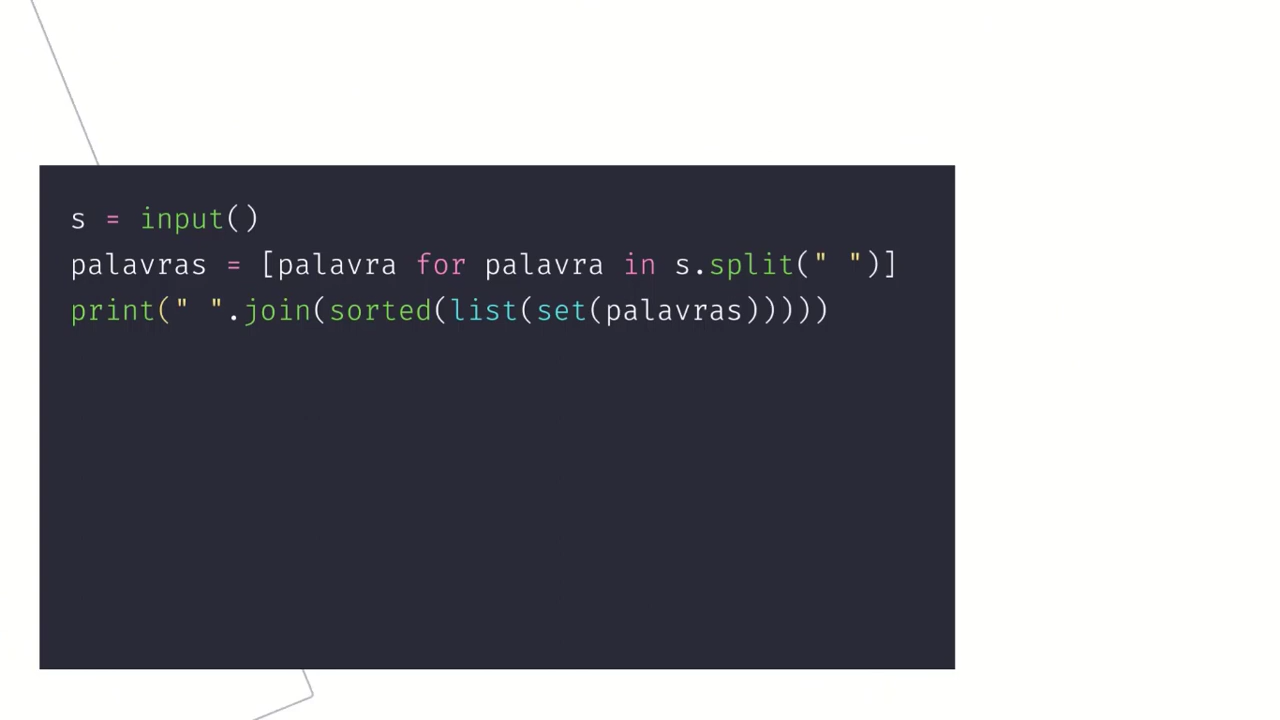 s = input()
palavras = [palavra for palavra in s.split(" ")]
print(" ".join(sorted(list(set(palavras)))))